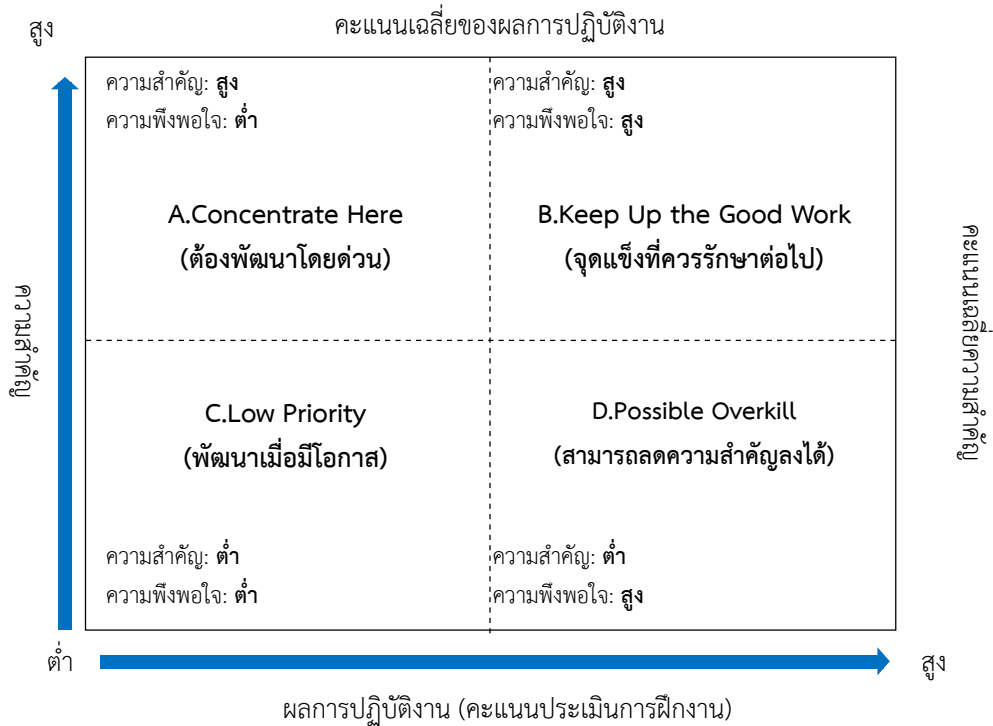 สูง
คะแนนเฉลี่ยของผลการปฏิบัติงาน
ความสำคัญ: สูง
ความพึงพอใจ: ต่ำ
ความสำคัญ: สูง
ความพึงพอใจ: สูง
A.Concentrate Here
(ต้องพัฒนาโดยด่วน)
B.Keep Up the Good Work
(จุดแข็งที่ควรรักษาต่อไป)
ความสำคัญ
คะแนนเฉลี่ยความสำคัญ
C.Low Priority
(พัฒนาเมื่อมีโอกาส)
D.Possible Overkill
(สามารถลดความสำคัญลงได้)
ความสำคัญ: ต่ำ
ความพึงพอใจ: ต่ำ
ความสำคัญ: ต่ำ
ความพึงพอใจ: สูง
ต่ำ
สูง
ผลการปฏิบัติงาน (คะแนนประเมินการฝึกงาน)